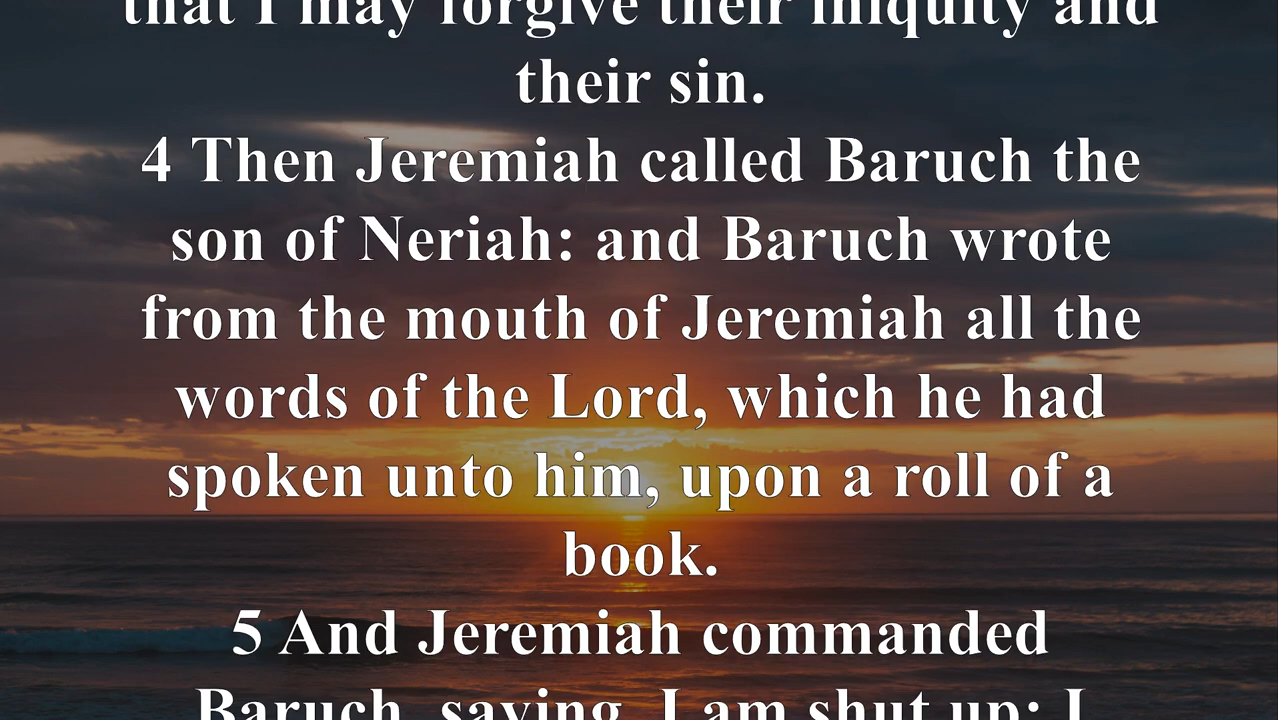 that I may forgive their iniquity and
their sin.
4 Then Jeremiah called Baruch the
son of Neriah: and Baruch wrote
from the mouth of Jeremiah all the
words of the Lord, which he had
spoken unto him, upon a roll of a
book.
5 And Jeremiah commanded
Baruch, saying, I am shut up; I